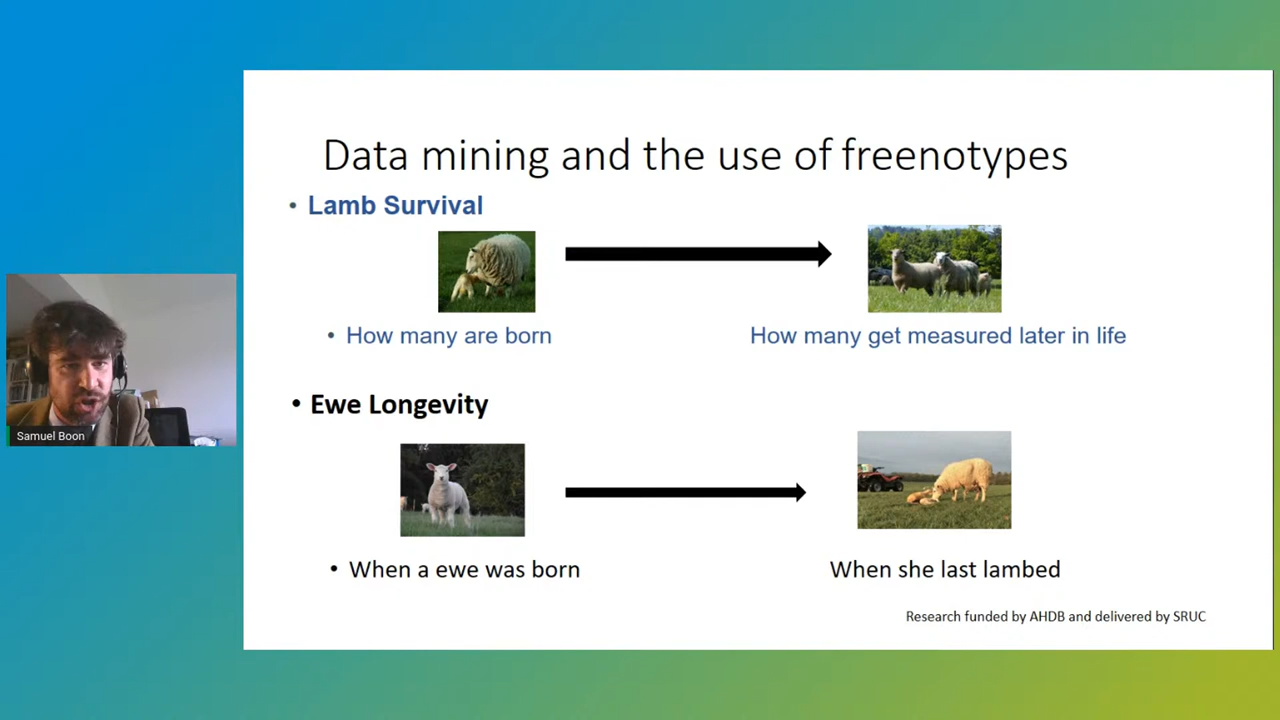 Data mining and the use of freenotypes
• Lamb Survival
• How many are born
How many get measured later in life
• Ewe Longevity
• When a ewe was born
When she last lambed
Research funded by AHDB and delivered by SRUC
Samuel Boon